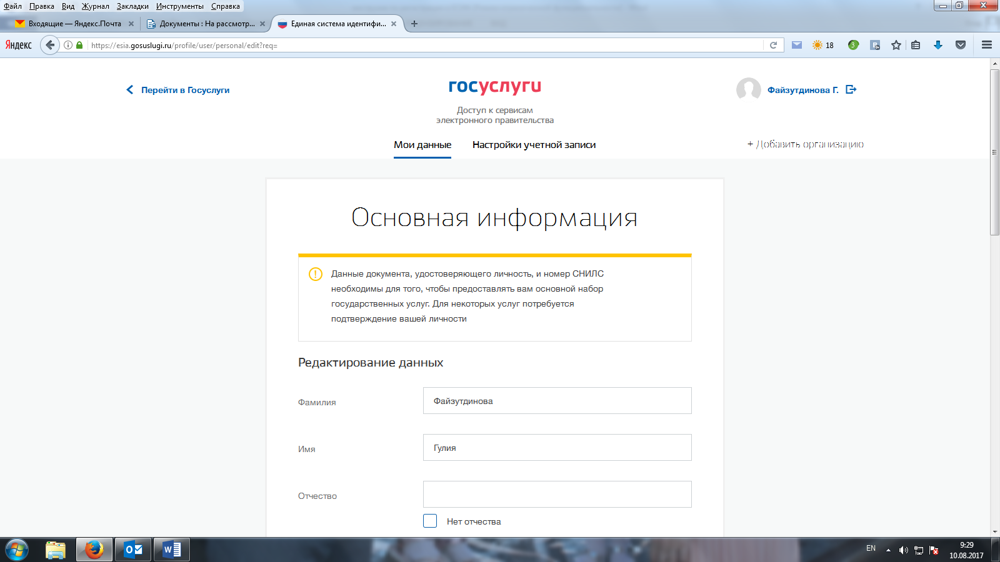 Файл Правка Вид Журнал Закладки Инструменты Справка
Входящие — Яндекс.Почта
Документы : На рассмотр...
Единая система идентифи...
Яндекс
https://esia.gosuslugi.ru/profile/user/personal/edit?req=
18
3
Перейти в Госуслуги
госуслуги
Файзутдинова Г.
Доступ к сервисам
электронного правительства
Мои данные
Настройки учетной записи
+ Добавить организацию
Основная информация
Данные документа, удостоверяющего личность, и номер СНИЛС
необходимы для того, чтобы предоставлять вам основной набор
государственных услуг. Для некоторых услуг потребуется
подтверждение вашей личности
Редактирование данных
Фамилия
Файзутдинова
Имя
Гулия
Отчество
Нет отчества
EN
9:29
10.08.2017